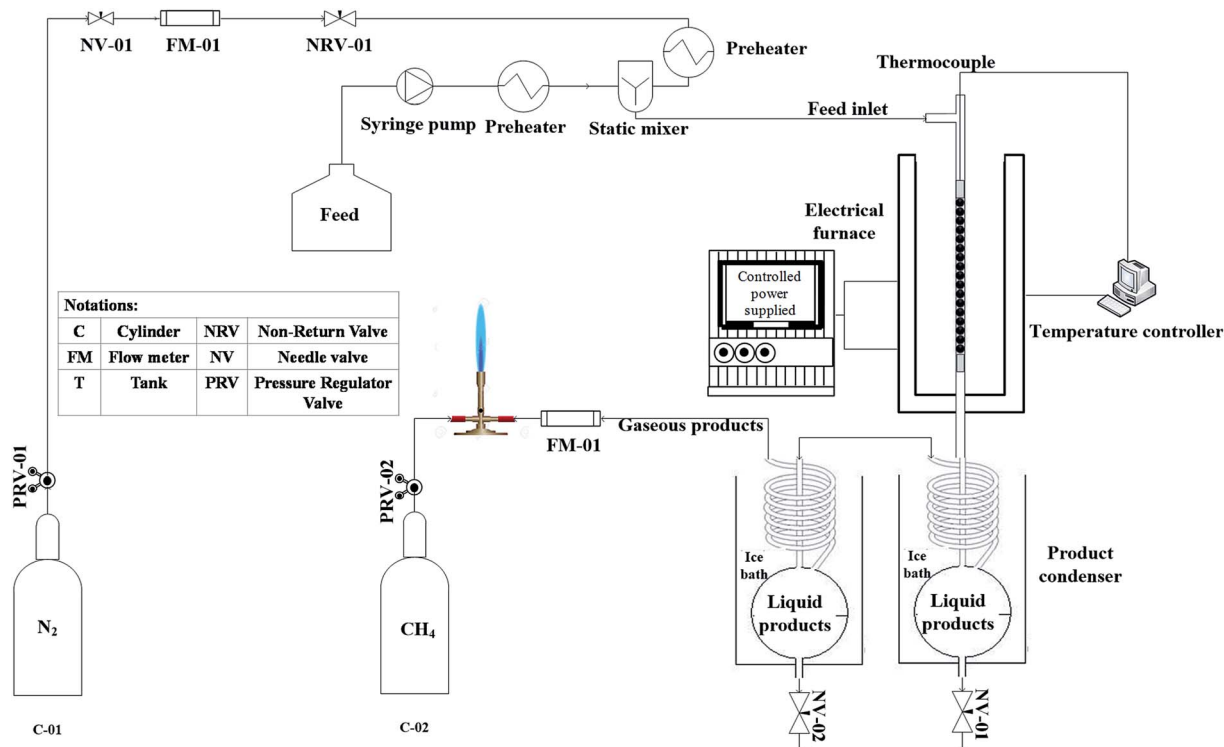 NV-01
FM-01
NRV-01
Preheater
Syringe pump
Preheater
Static mixer
Thermocouple
Feed inlet
Feed
Electrical
furnace
Controlled
power
supplied
Temperature controller
Notations:
C Cylinder NRV Non-Return Valve
FM Flow meter NV Needle valve
T Tank PRV Pressure Regulator
Valve
FM-01
Gaseous products
PRV-01
PRV-02
N₂
CH₄
Ice
bath
Liquid
products
Ice
bath
Liquid
products
Product
condenser
NV-02
NV-01
C-01
C-02